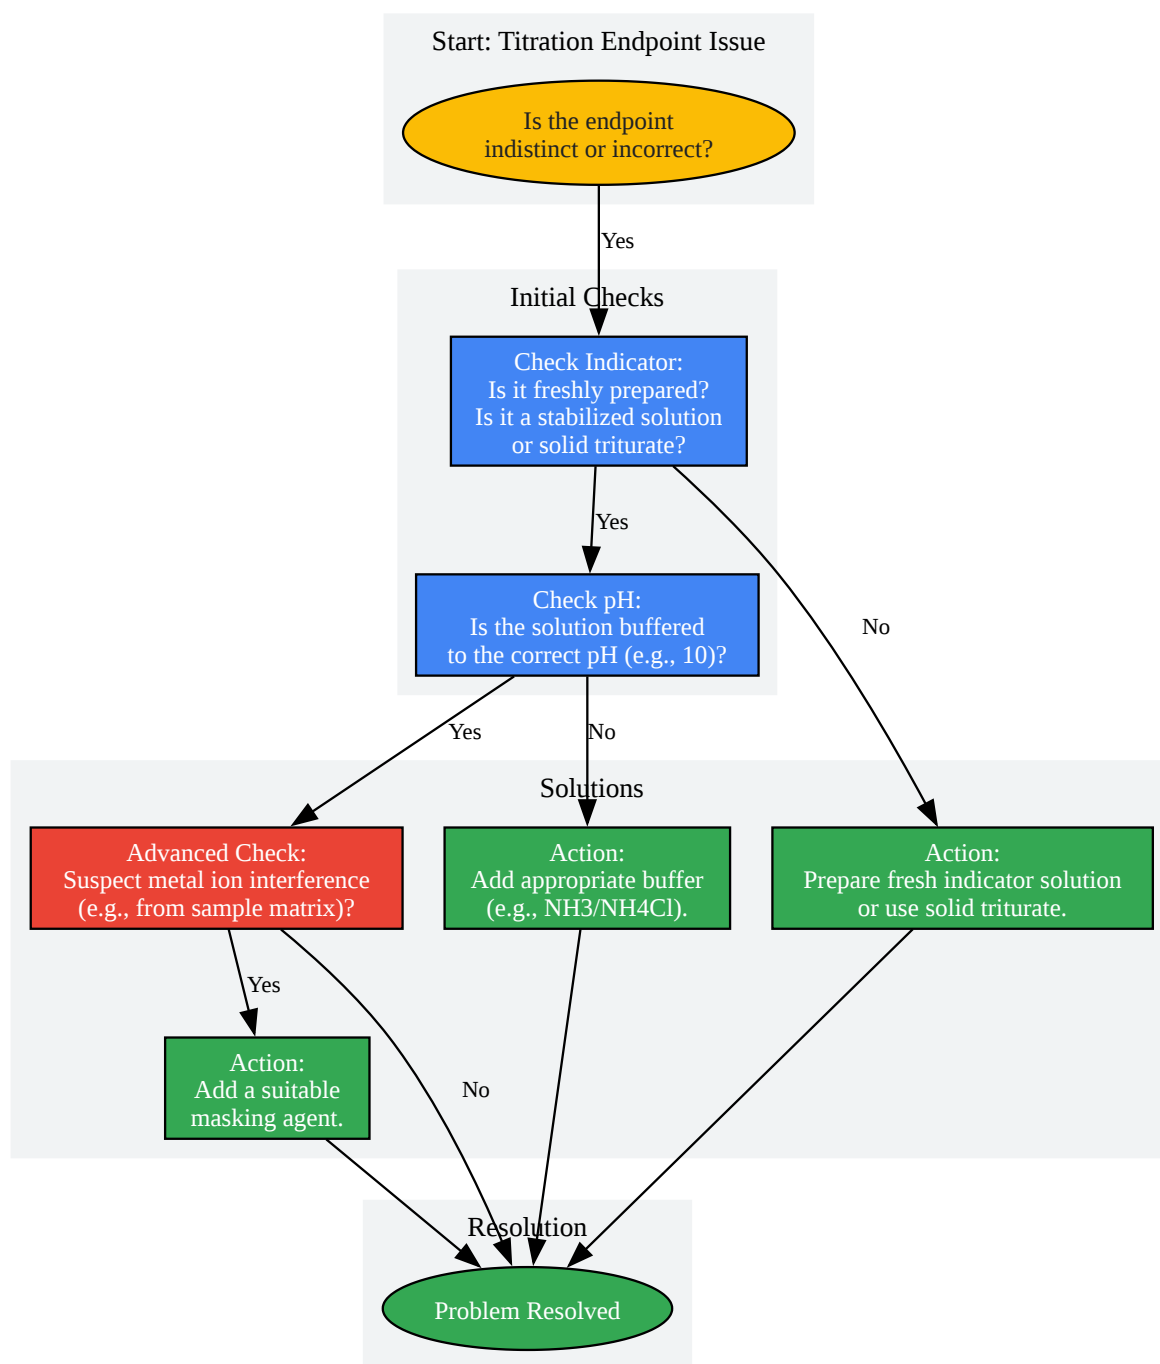 Start: Titration Endpoint Issue
Is the endpoint
indistinct or incorrect?
Yes
Initial Checks
Check Indicator:
Is it freshly prepared?
Is it a stabilized solution
or solid triturate?
Yes
No
Check pH:
Is the solution buffered
to the correct pH (e.g., 10)?
Yes
No
Solutions
Advanced Check:
Suspect metal ion interference
(e.g., from sample matrix)?
Action:
Add appropriate buffer
(e.g., NH3/NH4Cl).
Action:
Prepare fresh indicator solution
or use solid triturate.
Yes
No
Action:
Add a suitable
masking agent.
Resolution
Problem Resolved